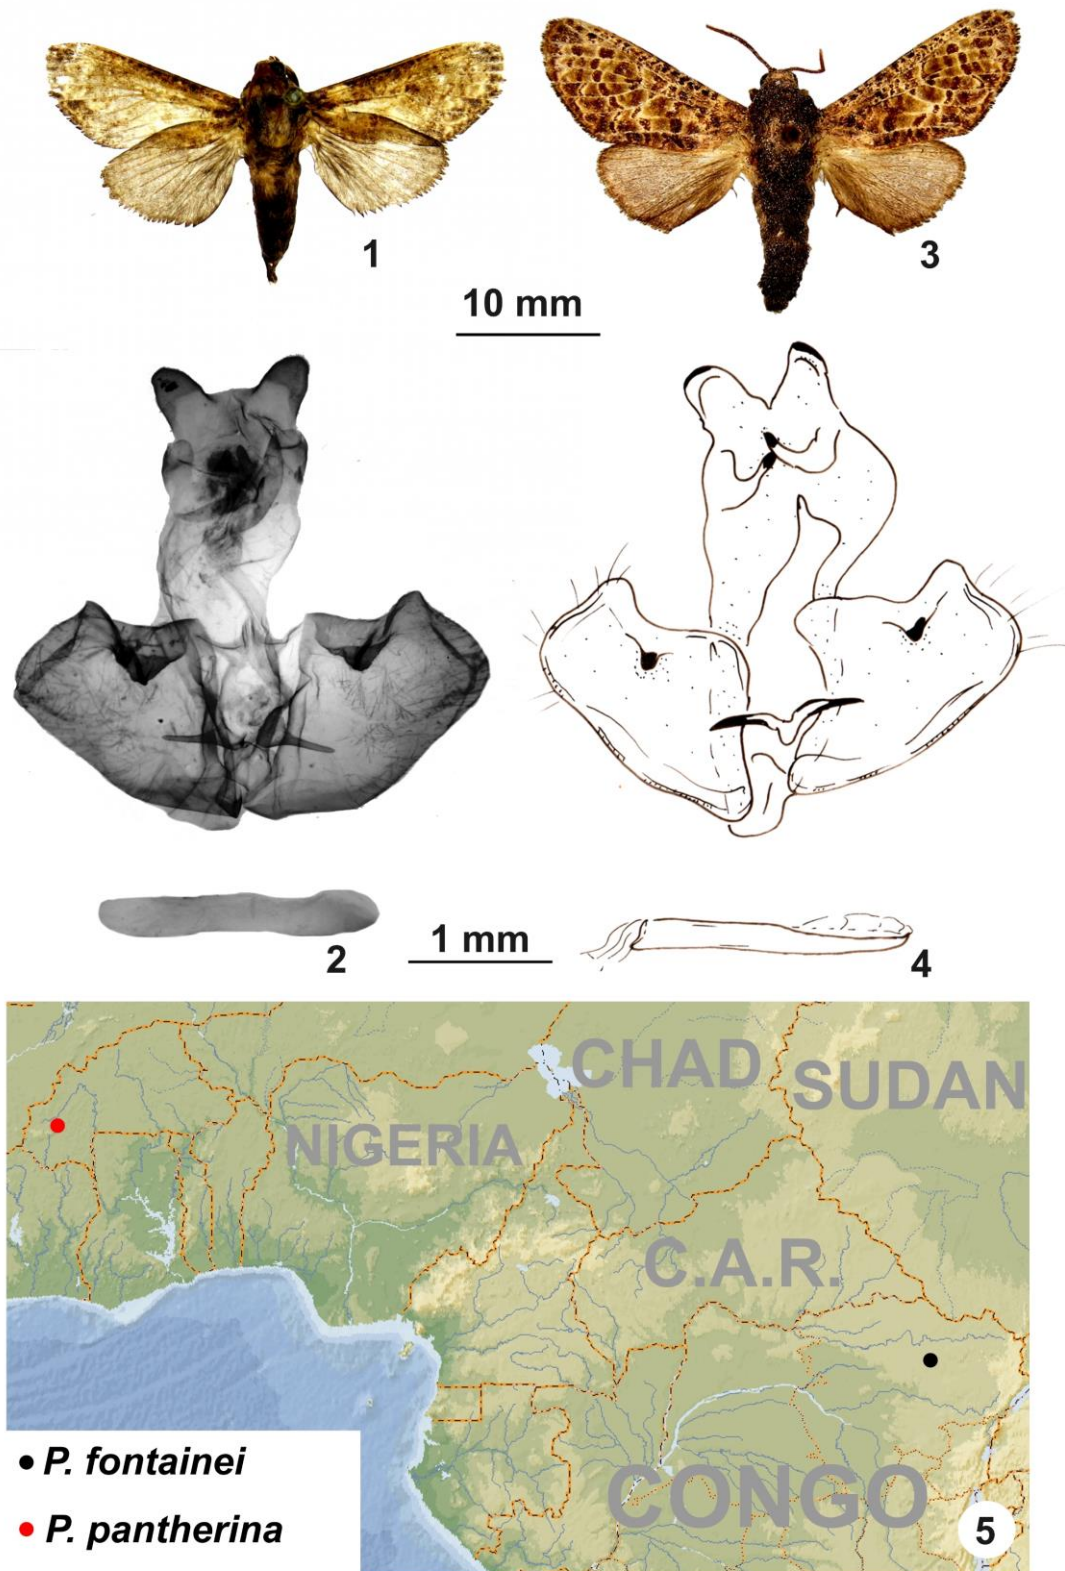 1
3
10 mm
2
1 mm
4
CHAD
SUDAN
NIGERIA
C.A.R.
P. fontainei
CONGO
P. pantherina
5